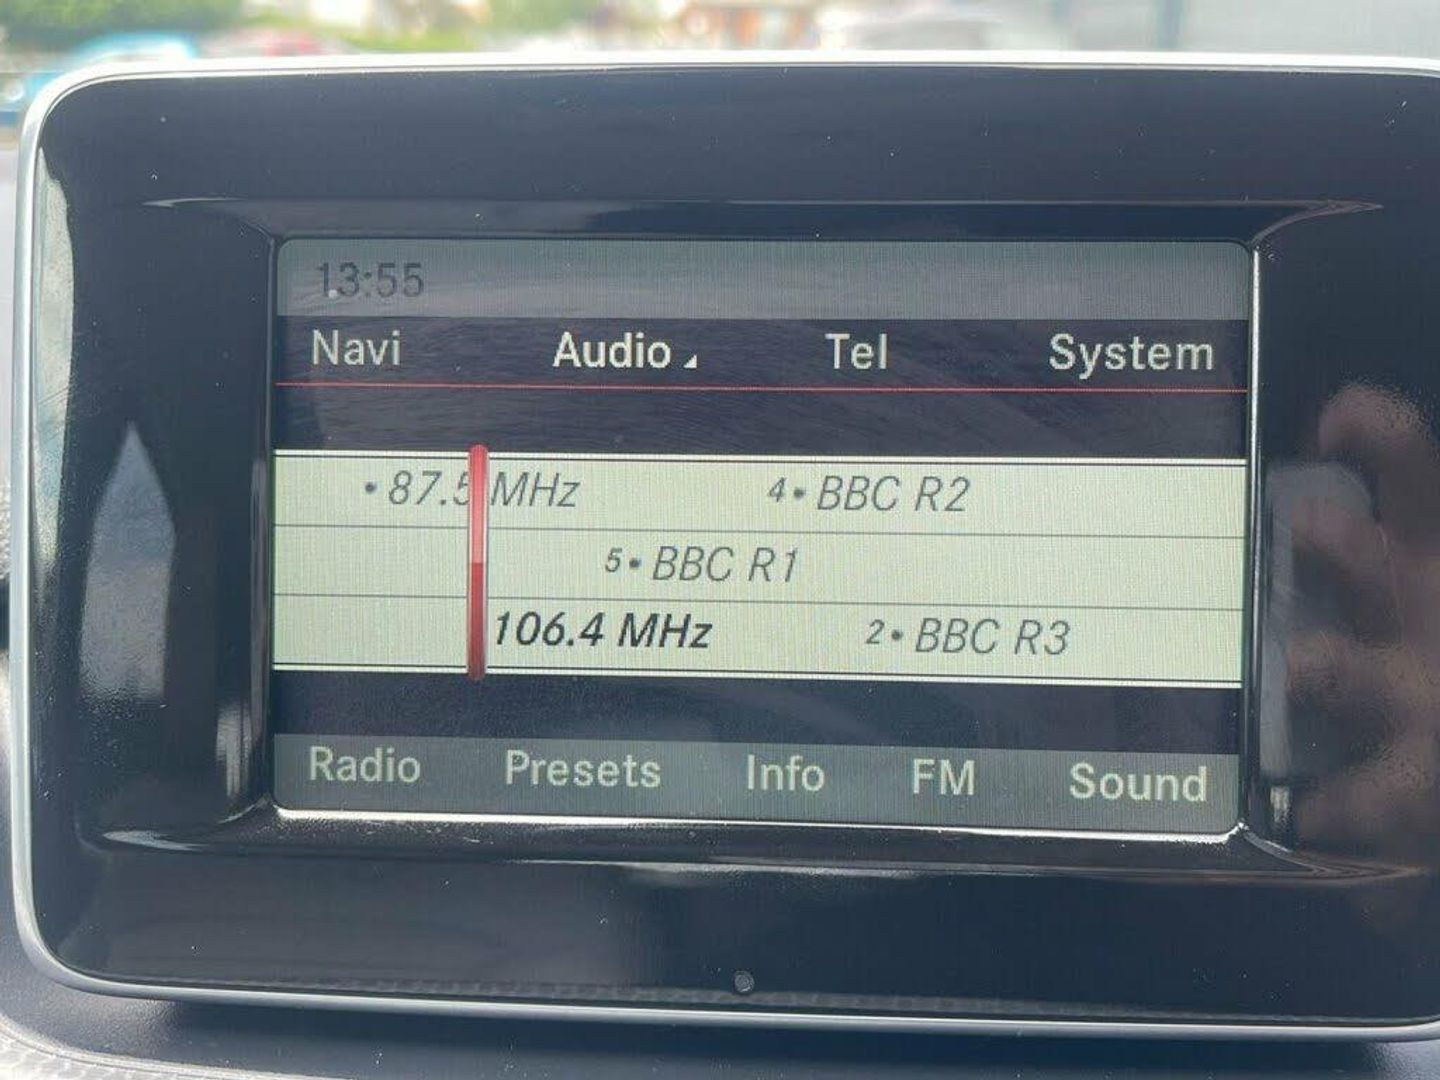 13:55
Navi Audio Tel System
• 87.5 MHz 4 • BBC R2
5 • BBC R1
106.4 MHz 2 • BBC R3
Radio Presets Info FM Sound